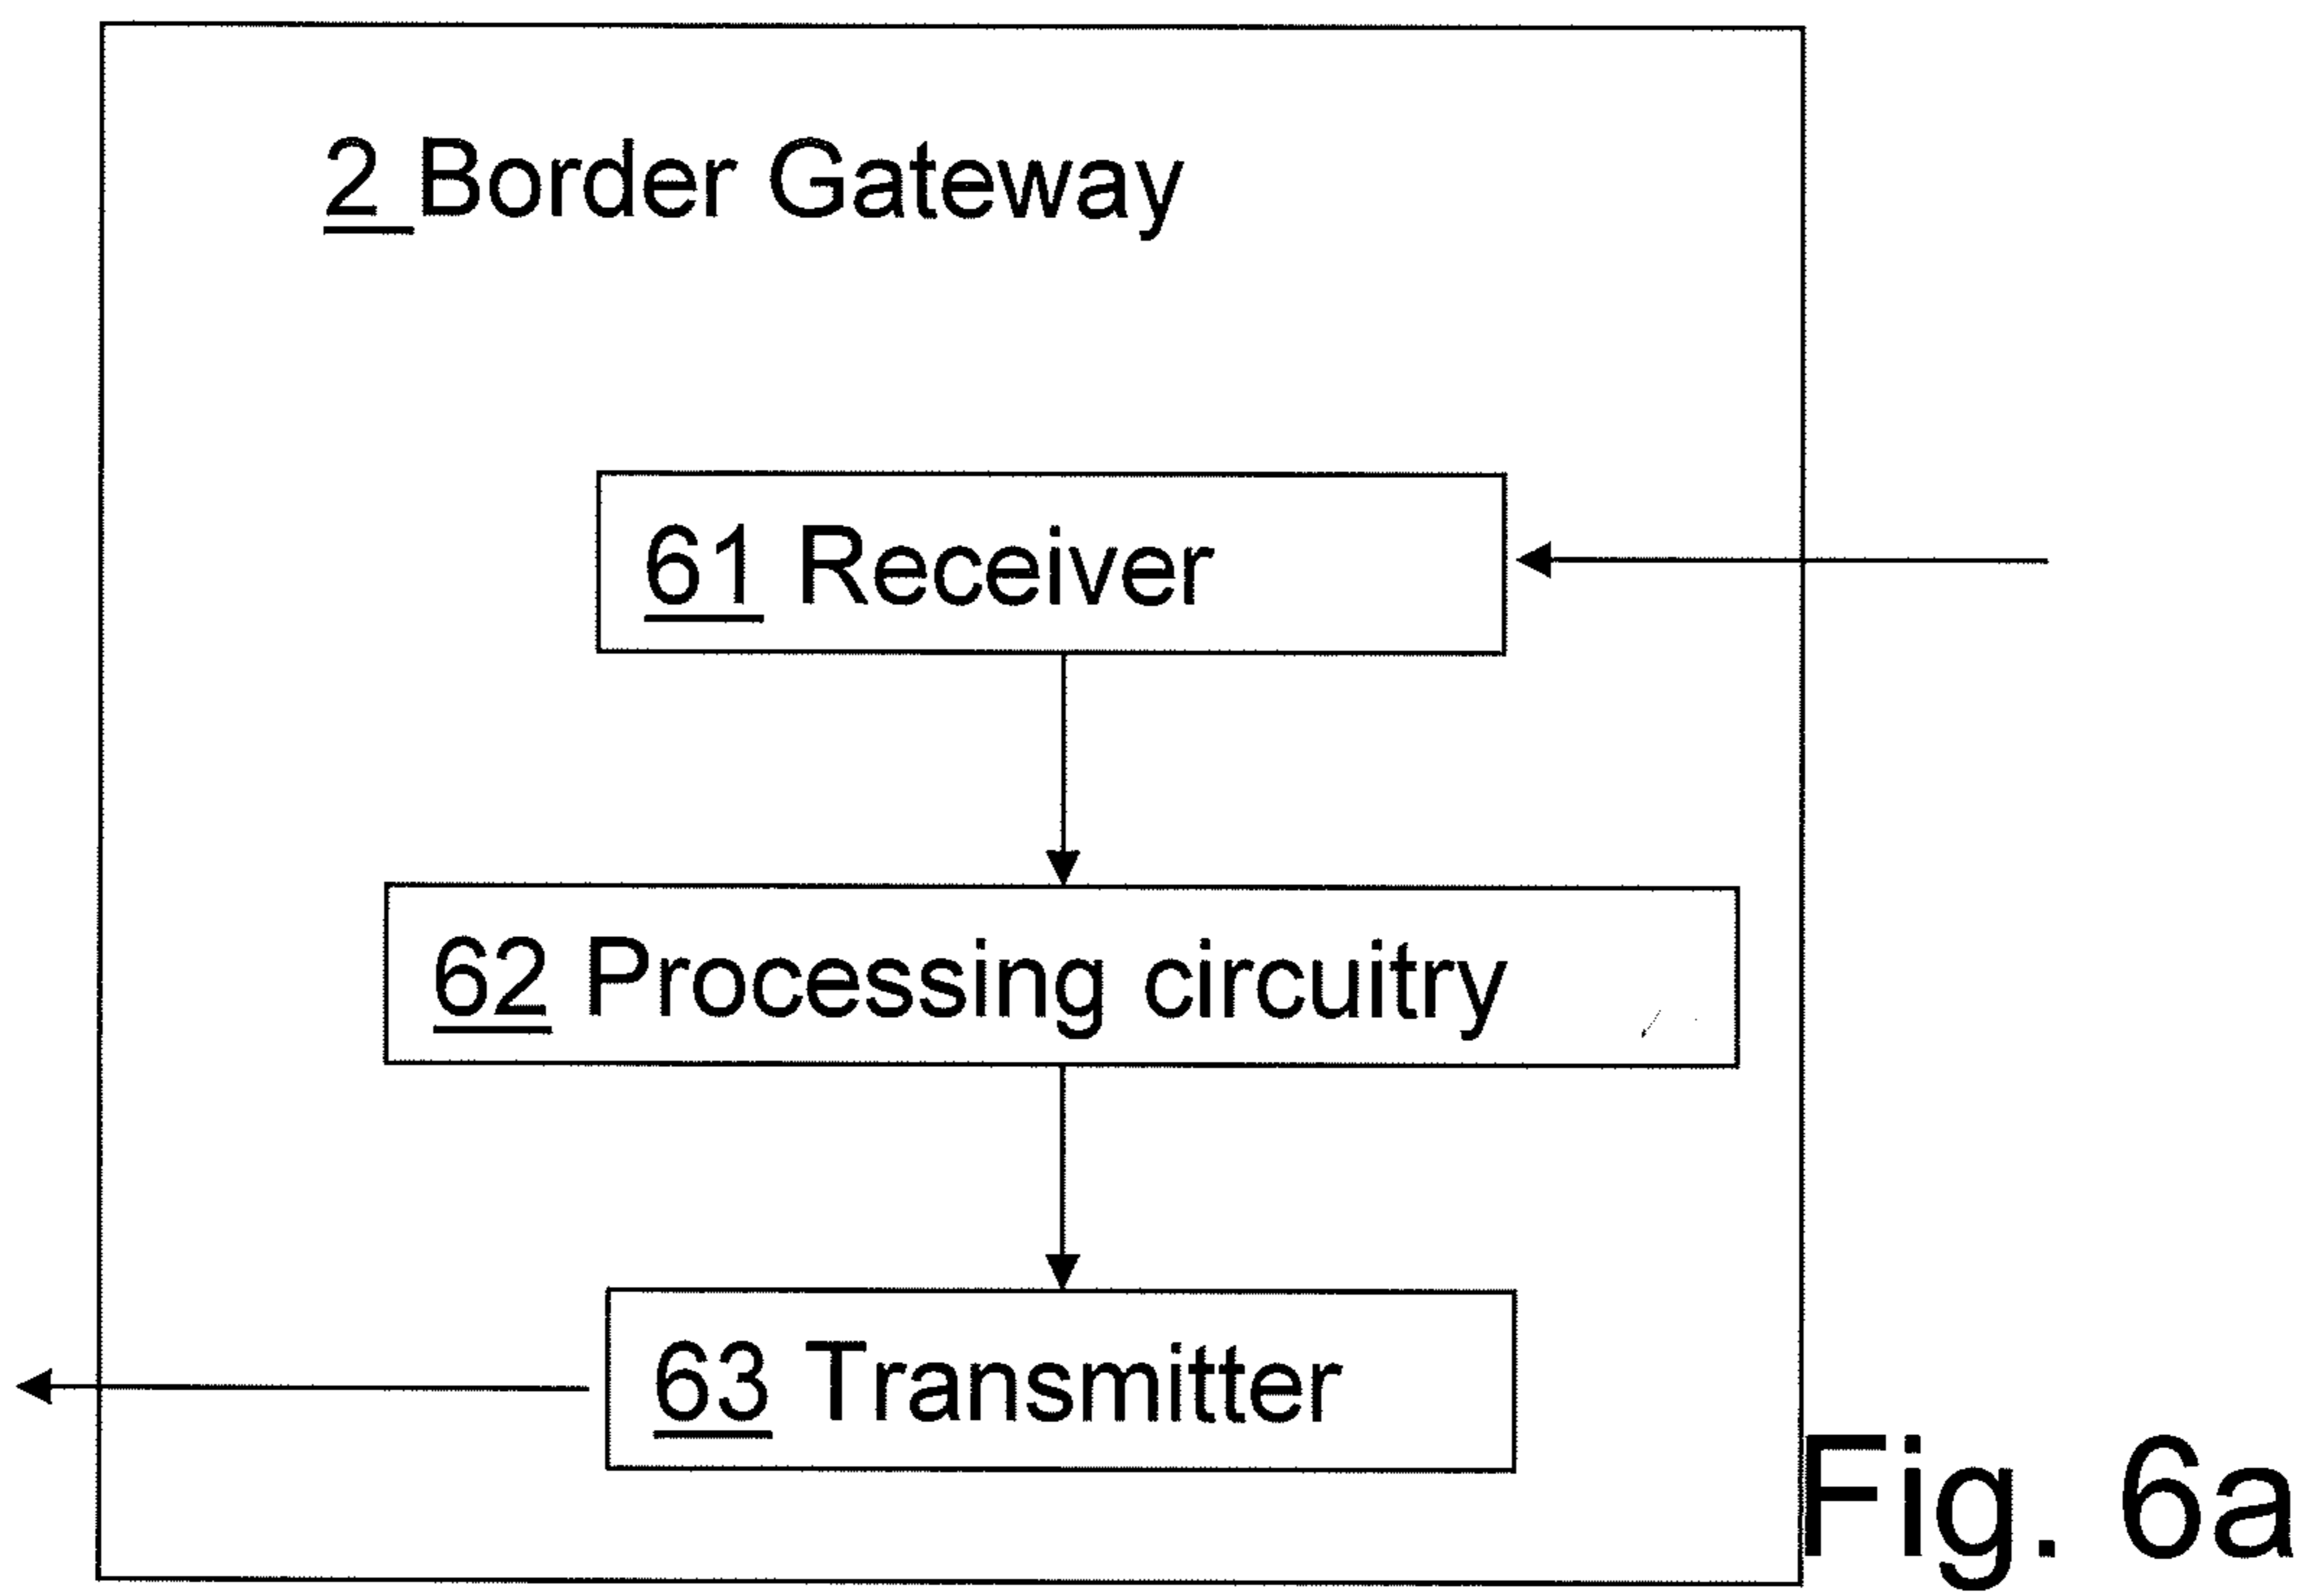 2 Border Gateway
61 Receiver
62 Processing circuitry
63 Transmitter
Fig. 6a